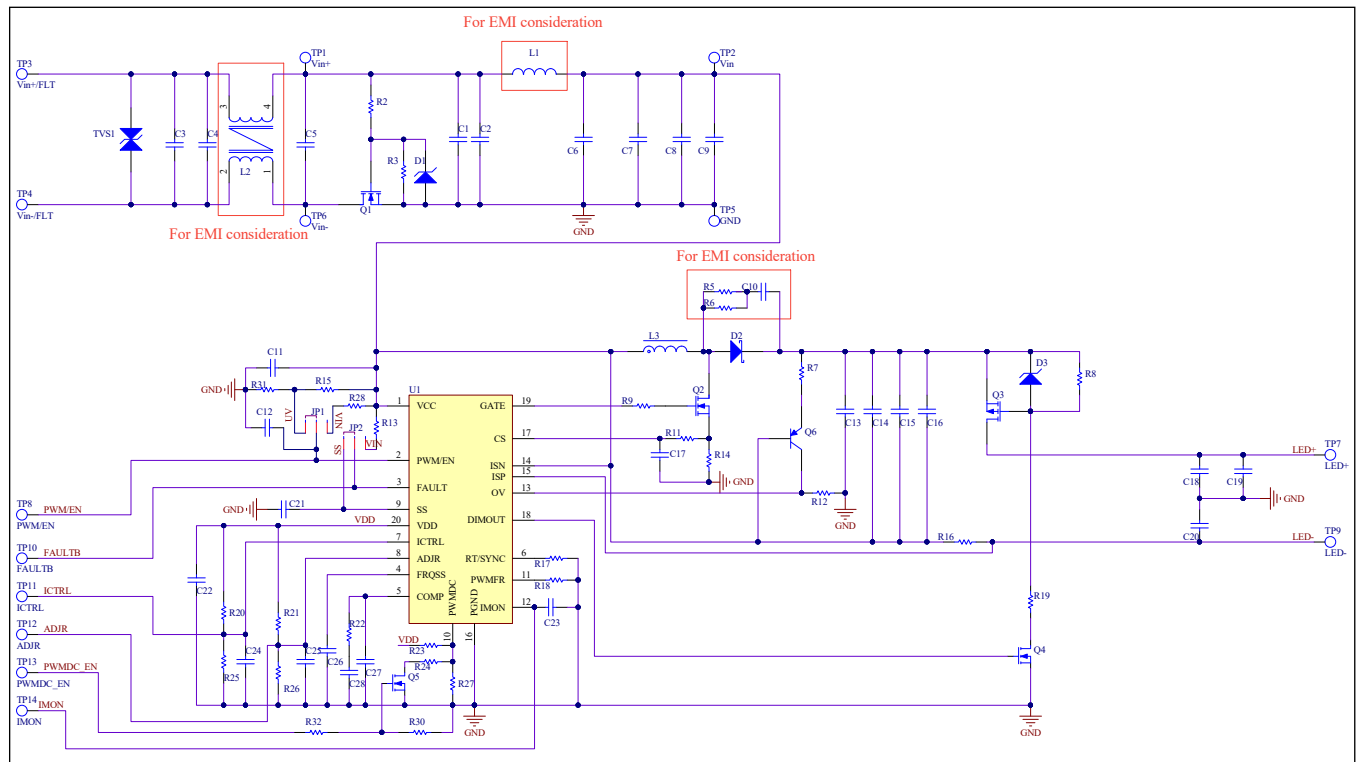 For EMI consideration
TP3
Vin+/FLT
TP1
Vin+
L1
TP2
Vin
3
4
R2
TVS1
C3
C4
C5
C1
C2
C6
C7
C8
C9
R3
D1
2
1
L2
TP4
Vin-/FLT
TP6
Vin-
Q1
GND
TP5
GND
For EMI consideration
For EMI consideration
R5
C10
R6
L3
D2
C11
GND
R31
R15
R28
C12
UV
JP1
VIN
R13
JP2
SS
VIN
U1
1
VCC
GATE
19
2
PWM/EN
CS
17
3
FAULT
ISN
14
ISP
15
9
SS
OV
13
20
VDD
DIMOUT
18
7
ICTRL
8
ADJR
RT/SYNC
6
4
FRQSS
PWMFR
11
5
COMP
IMON
12
PWMDC
PGND
10
16
R9
Q2
R11
C17
R14
GND
R7
Q6
R12
GND
C13
C14
C15
C16
Q3
D3
R8
TP7
LED+
LED+
C18
C19
GND
C20
R16
TP9
LED-
LED-
R17
R18
C23
R19
Q4
GND
GND
C21
VDD
TP8
PWM/EN
PWM/EN
TP10
FAULTB
FAULTB
TP11
ICTRL
ICTRL
TP12
ADJR
ADJR
TP13
PWMDC_EN
PWMDC_EN
TP14
IMON
IMON
C22
R20
R25
C24
R21
R26
C25
C26
R22
C28
C27
VDD
R23
R24
Q5
R27
R32
R30
GND